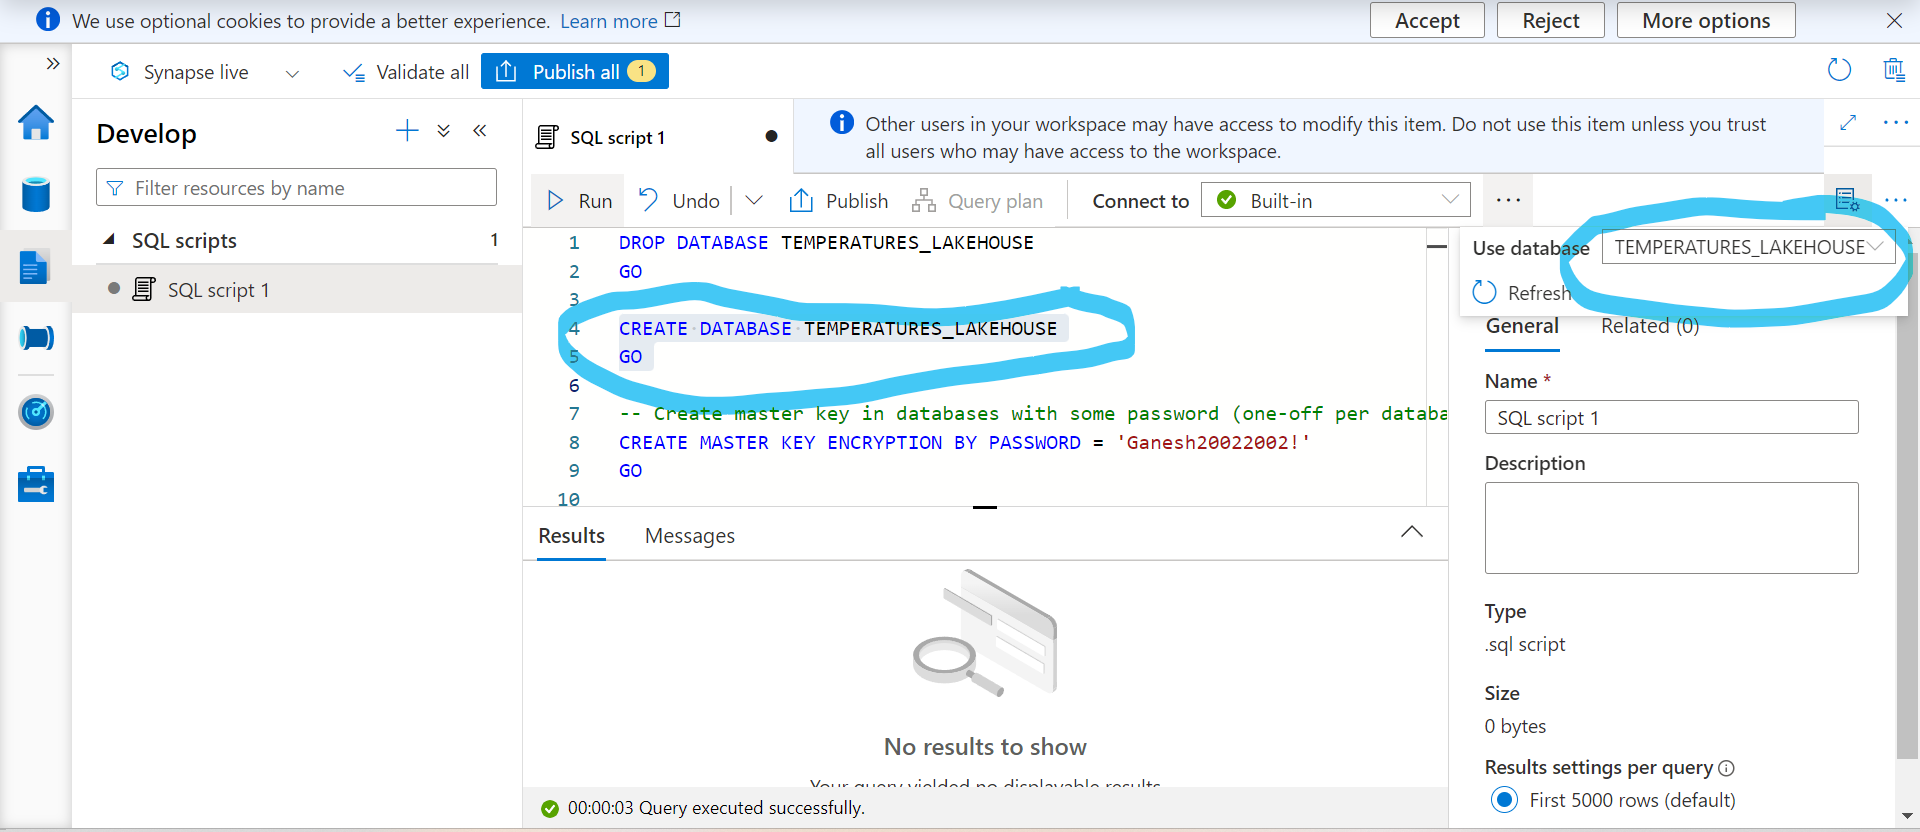 We use optional cookies to provide a better experience. Learn more
Accept
Reject
More options
Synapse live
Validate all
Publish all 1
Develop
Filter resources by name
SQL scripts 1
SQL script 1
SQL script 1
Other users in your workspace may have access to modify this item. Do not use this item unless you trust
all users who may have access to the workspace.
Run
Undo
Publish
Query plan
Connect to
Built-in
1 DROP DATABASE TEMPERATURES_LAKEHOUSE
2 GO
3
4 CREATE DATABASE TEMPERATURES_LAKEHOUSE
5 GO
6
7 -- Create master key in databases with some password (one-off per databa
8 CREATE MASTER KEY ENCRYPTION BY PASSWORD = 'Ganesh20022002!'
9 GO
10
Use database TEMPERATURES_LAKEHOUSE
Refresh
General
Related (0)
Name *
SQL script 1
Description
Type
.sql script
Size
0 bytes
Results settings per query
First 5000 rows (default)
Results
Messages
No results to show
Your query yielded no displayable results
00:00:03 Query executed successfully.